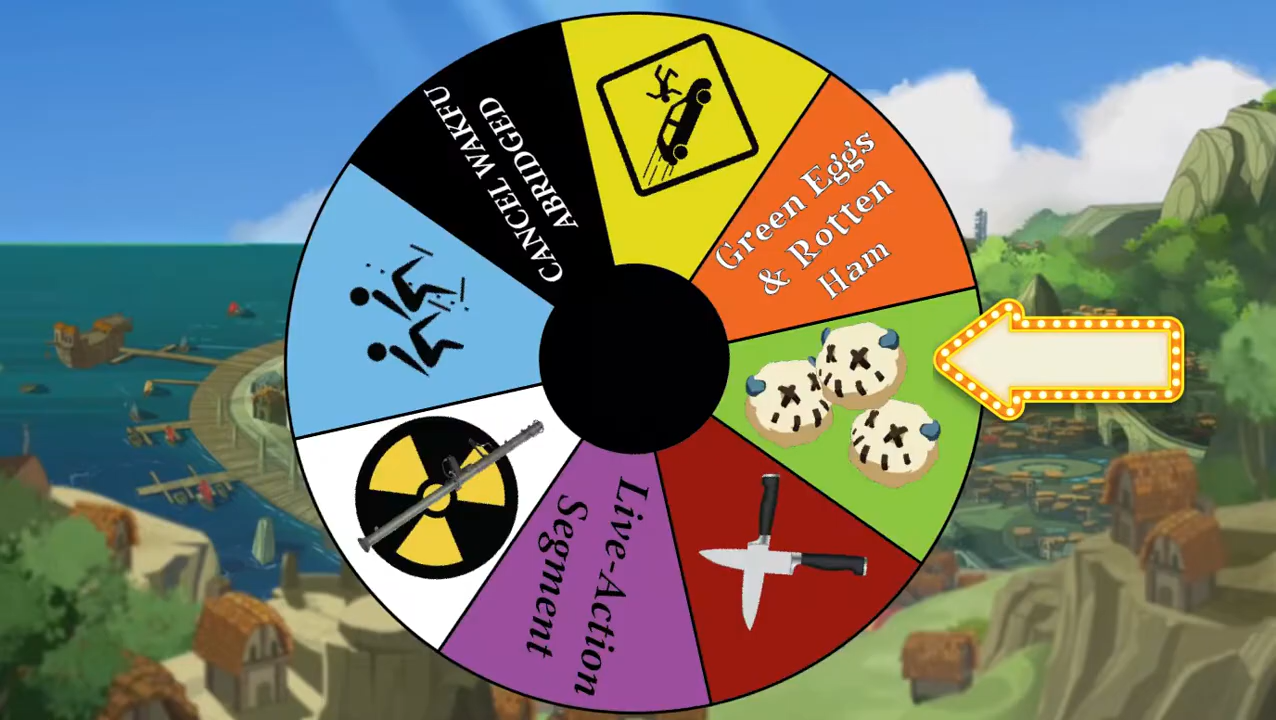 CANCEL WAKFU
ABRIDGED
Green Eggs
& Rotten
Ham
Live-Action
Segment